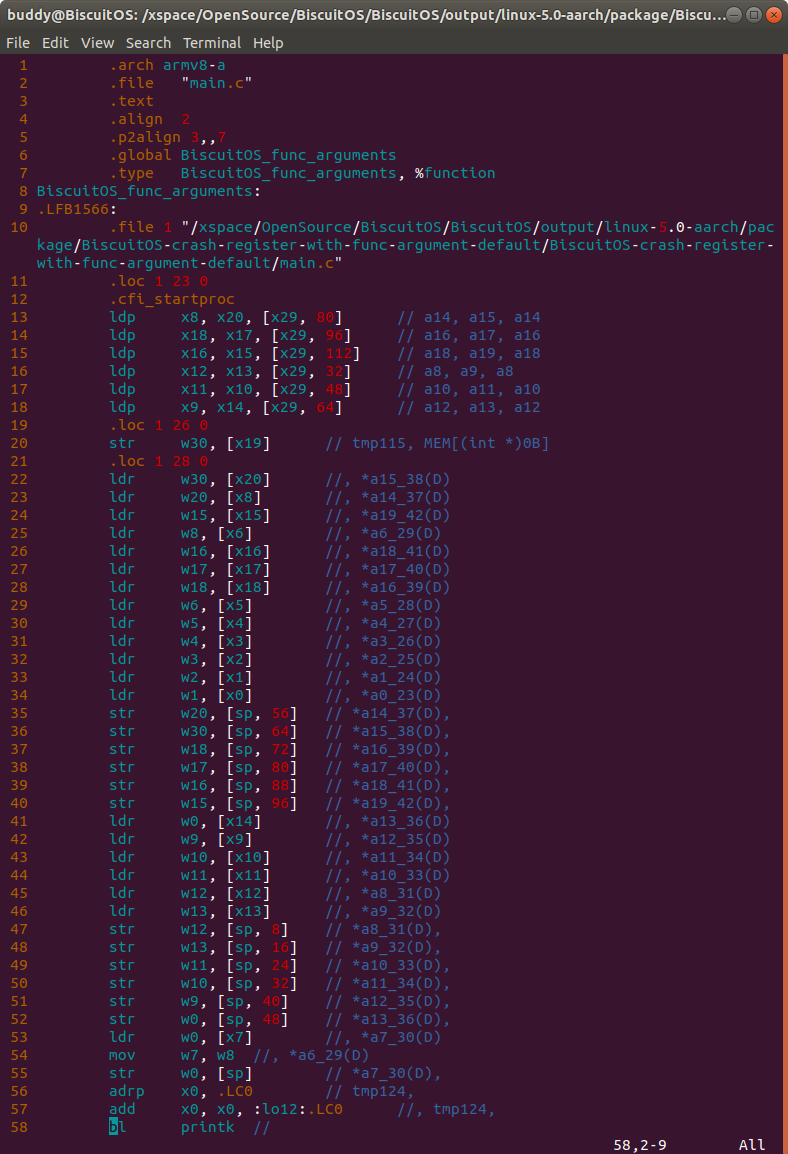 buddy@BiscuitOS: /xspace/OpenSource/BiscuitOS/BiscuitOS/output/linux-5.0-aarch/package/Biscu...
File Edit View Search Terminal Help
1 .arch armv8-a
2 .file "main.c"
3 .text
4 .align 2
5 .p2align 3,,7
6 .global BiscuitOS_func_arguments
7 .type BiscuitOS_func_arguments, %function
8 BiscuitOS_func_arguments:
9 .LFB1566:
10 .file 1 "/xspace/OpenSource/BiscuitOS/BiscuitOS/output/linux-5.0-aarch/pac
kage/BiscuitOS-crash-register-with-func-argument-default/BiscuitOS-crash-register-
with-func-argument-default/main.c"
11 .loc 1 23 0
12 .cfi_startproc
13 ldp x8, x20, [x29, 80] // a14, a15, a14
14 ldp x18, x17, [x29, 96] // a16, a17, a16
15 ldp x16, x15, [x29, 112] // a18, a19, a18
16 ldp x12, x13, [x29, 32] // a8, a9, a8
17 ldp x11, x10, [x29, 48] // a10, a11, a10
18 ldp x9, x14, [x29, 64] // a12, a13, a12
19 .loc 1 26 0
20 str w30, [x19] // tmp115, MEM[(int *)0B]
21 .loc 1 28 0
22 ldr w30, [x20] //, *a15_38(D)
23 ldr w20, [x8] //, *a14_37(D)
24 ldr w15, [x15] //, *a19_42(D)
25 ldr w8, [x6] //, *a6_29(D)
26 ldr w16, [x16] //, *a18_41(D)
27 ldr w17, [x17] //, *a17_40(D)
28 ldr w18, [x18] //, *a16_39(D)
29 ldr w6, [x5] //, *a5_28(D)
30 ldr w5, [x4] //, *a4_27(D)
31 ldr w4, [x3] //, *a3_26(D)
32 ldr w3, [x2] //, *a2_25(D)
33 ldr w2, [x1] //, *a1_24(D)
34 ldr w1, [x0] //, *a0_23(D)
35 str w20, [sp, 56] // *a14_37(D),
36 str w30, [sp, 64] // *a15_38(D),
37 str w18, [sp, 72] // *a16_39(D),
38 str w17, [sp, 80] // *a17_40(D),
39 str w16, [sp, 88] // *a18_41(D),
40 str w15, [sp, 96] // *a19_42(D),
41 ldr w0, [x14] //, *a13_36(D)
42 ldr w9, [x9] //, *a12_35(D)
43 ldr w10, [x10] //, *a11_34(D)
44 ldr w11, [x11] //, *a10_33(D)
45 ldr w12, [x12] //, *a8_31(D)
46 ldr w13, [x13] //, *a9_32(D)
47 str w12, [sp, 8] // *a8_31(D),
48 str w13, [sp, 16] // *a9_32(D),
49 str w11, [sp, 24] // *a10_33(D),
50 str w10, [sp, 32] // *a11_34(D),
51 str w9, [sp, 40] // *a12_35(D),
52 str w0, [sp, 48] // *a13_36(D),
53 ldr w0, [x7] //, *a7_30(D)
54 mov w7, w8 //, *a6_29(D)
55 str w0, [sp] // *a7_30(D),
56 adrp x0, .LC0 // tmp124,
57 add x0, x0, :lo12:.LC0 //, tmp124,
58 bl printk //
58,2-9 All